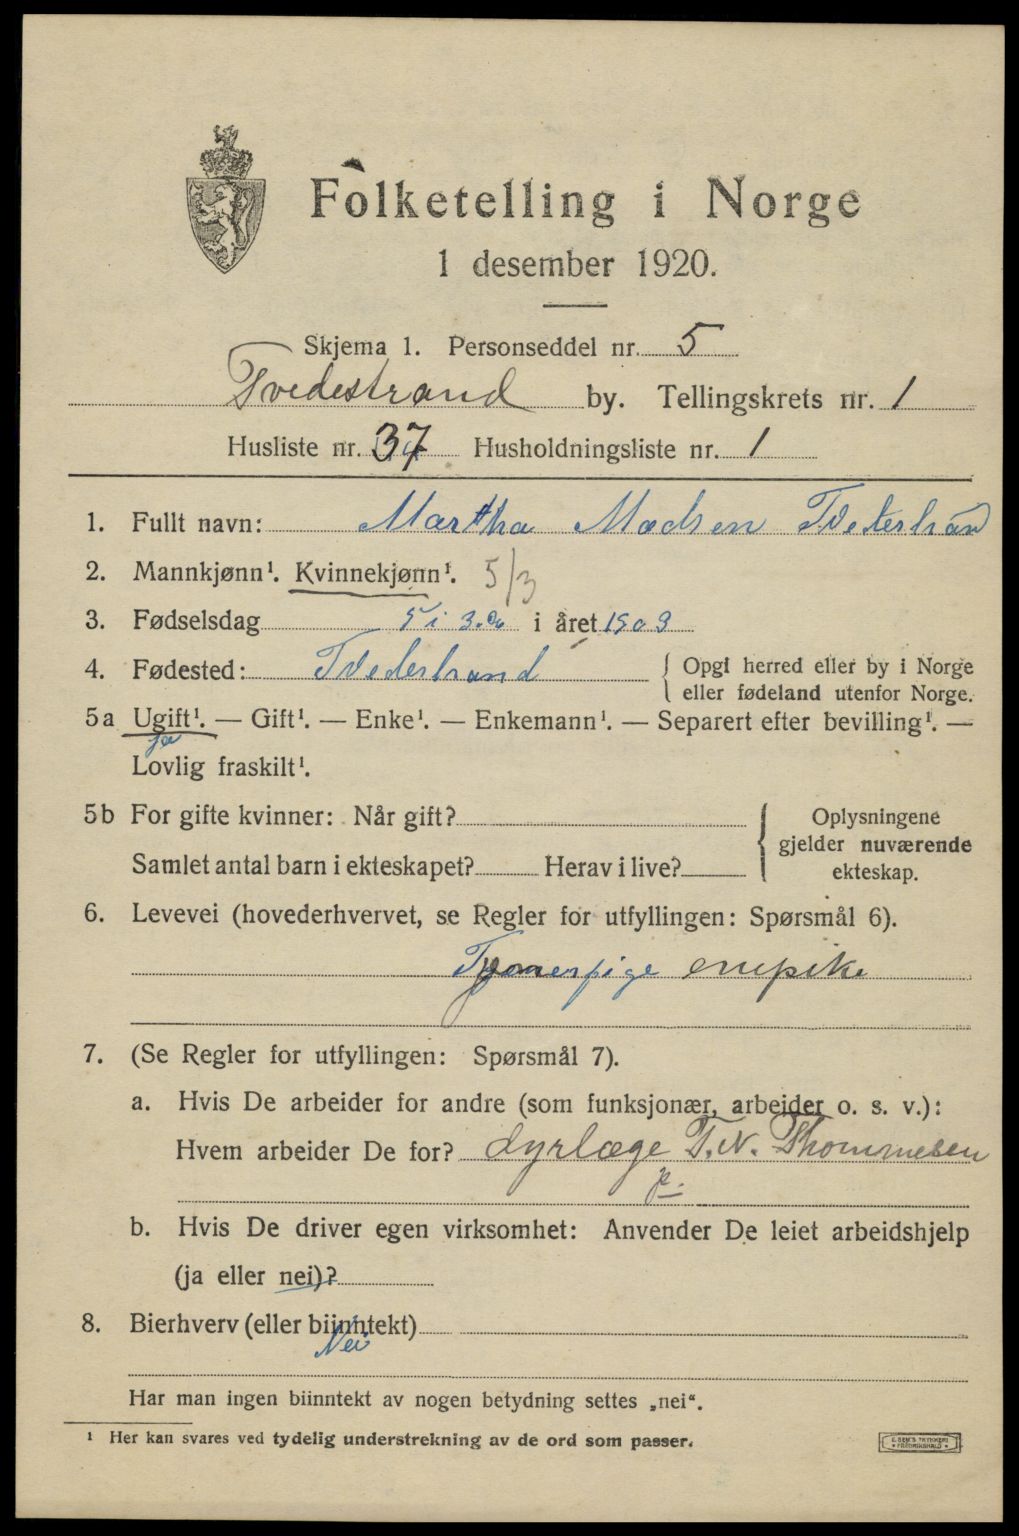 Folketelling i Norge
1 desember 1920.
Skjema 1. Personseddel nr. 5
Tvedestrand by. Tellingskrets nr. 1
Husliste nr. 37 Husholdningsliste nr. 1
1. Fullt navn: Martha Madsen Tvedestrand
2. Mannkjønn¹. Kvinnekjønn¹. 5/3
3. Fødselsdag 5 i 3. i året 1903
4. Fødested: Tvedestrand { Opgi herred eller by i Norge
eller fødeland utenfor Norge.
5a Ugift¹. — Gift¹. — Enke¹. — Enkemann¹. — Separert efter bevilling¹. —
ja
Lovlig fraskilt¹.
5b For gifte kvinner: Når gift? { Oplysningene
gjelder nuværende
Samlet antal barn i ekteskapet? Herav i live? ekteskap.
6. Levevei (hovederhvervet, se Regler for utfyllingen: Spørsmål 6).
enepike
7. (Se Regler for utfyllingen: Spørsmål 7).
a. Hvis De arbeider for andre (som funksjonær, arbeider o. s. v.):
Hvem arbeider De for? dyrlæge T. N. Thommesen
b. Hvis De driver egen virksomhet: Anvender De leiet arbeidshjelp
(ja eller nei)?
8. Bierhverv (eller biinntekt)
Nei
Har man ingen biinntekt av nogen betydning settes „nei“.
¹ Her kan svares ved tydelig understrekning av de ord som passer.